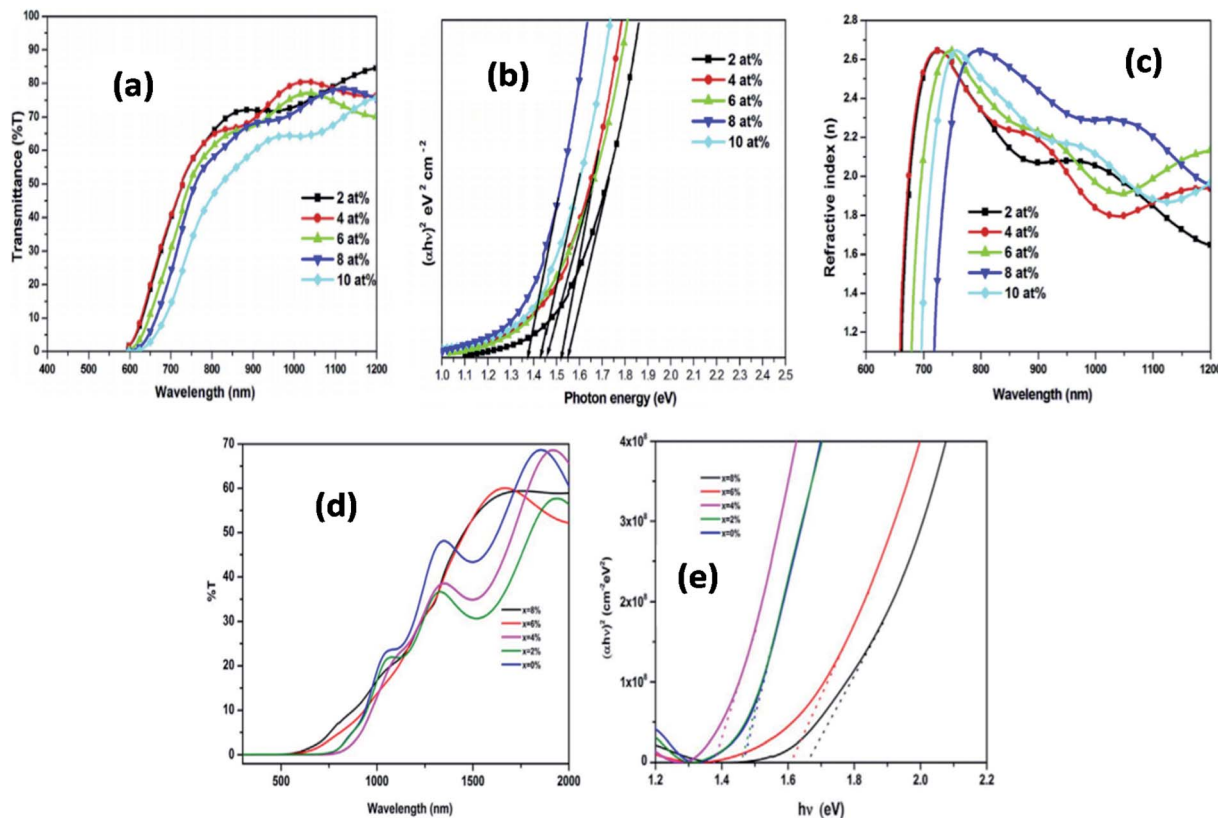 (a)
Transmittance (%T)
100
90
80
70
60
50
40
30
20
10
0
2 at%
4 at%
6 at%
8 at%
10 at%
400 500 600 700 800 900 1000 1100 1200
Wavelength (nm)
(b)
(αhν)² eV² cm⁻²
2 at%
4 at%
6 at%
8 at%
10 at%
1.0 1.1 1.2 1.3 1.4 1.5 1.6 1.7 1.8 1.9 2.0 2.1 2.2 2.3 2.4 2.5
Photon energy (eV)
(c)
Refractive index (n)
2.8
2.6
2.4
2.2
2.0
1.8
1.6
1.4
1.2
2 at%
4 at%
6 at%
8 at%
10 at%
600 700 800 900 1000 1100 1200
Wavelength (nm)
(d)
%T
70
60
50
40
30
20
10
0
x=8%
x=6%
x=4%
x=2%
x=0%
500 1000 1500 2000
Wavelength (nm)
(e)
(αhν)² (cm⁻²eV²)
4x10⁸
3x10⁸
2x10⁸
1x10⁸
0
x=8%
x=6%
x=4%
x=2%
x=0%
1.2 1.4 1.6 1.8 2.0 2.2
hν (eV)